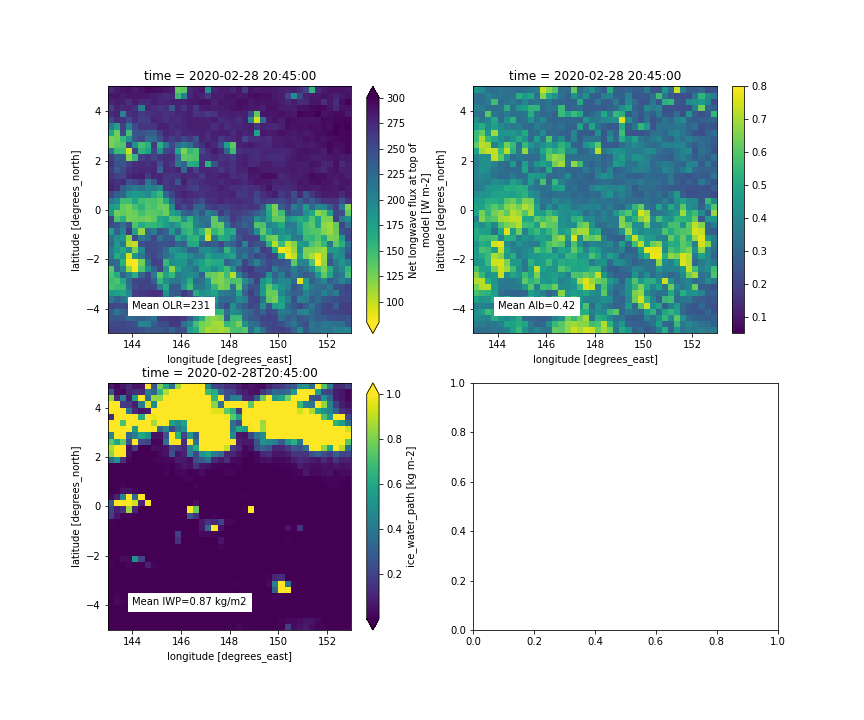 time = 2020-02-28 20:45:00
4
2
0
−2
−4
latitude [degrees_north]
144 146 148 150 152
longitude [degrees_east]
Mean OLR=231
300
275
250
225
200
175
150
125
100
Net longwave flux at top of
model [W m-2]
time = 2020-02-28 20:45:00
4
2
0
−2
−4
latitude [degrees_north]
144 146 148 150 152
longitude [degrees_east]
Mean Alb=0.42
0.8
0.7
0.6
0.5
0.4
0.3
0.2
0.1
time = 2020-02-28T20:45:00
4
2
0
−2
−4
latitude [degrees_north]
144 146 148 150 152
longitude [degrees_east]
Mean IWP=0.87 kg/m2
1.0
0.8
0.6
0.4
0.2
ice_water_path [kg m-2]
1.0
0.8
0.6
0.4
0.2
0.0
0.0 0.2 0.4 0.6 0.8 1.0